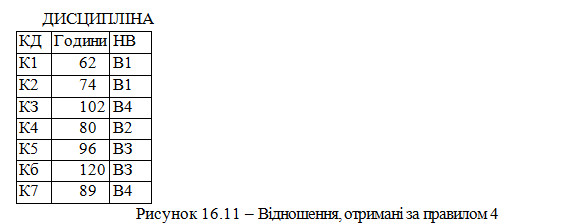 ДИСЦИПЛІНА
КД Години НВ
К1 62 В1
К2 74 В1
К3 102 В4
К4 80 В2
К5 96 В3
К6 120 В3
К7 89 В4
Рисунок 16.11 – Відношення, отримані за правилом 4